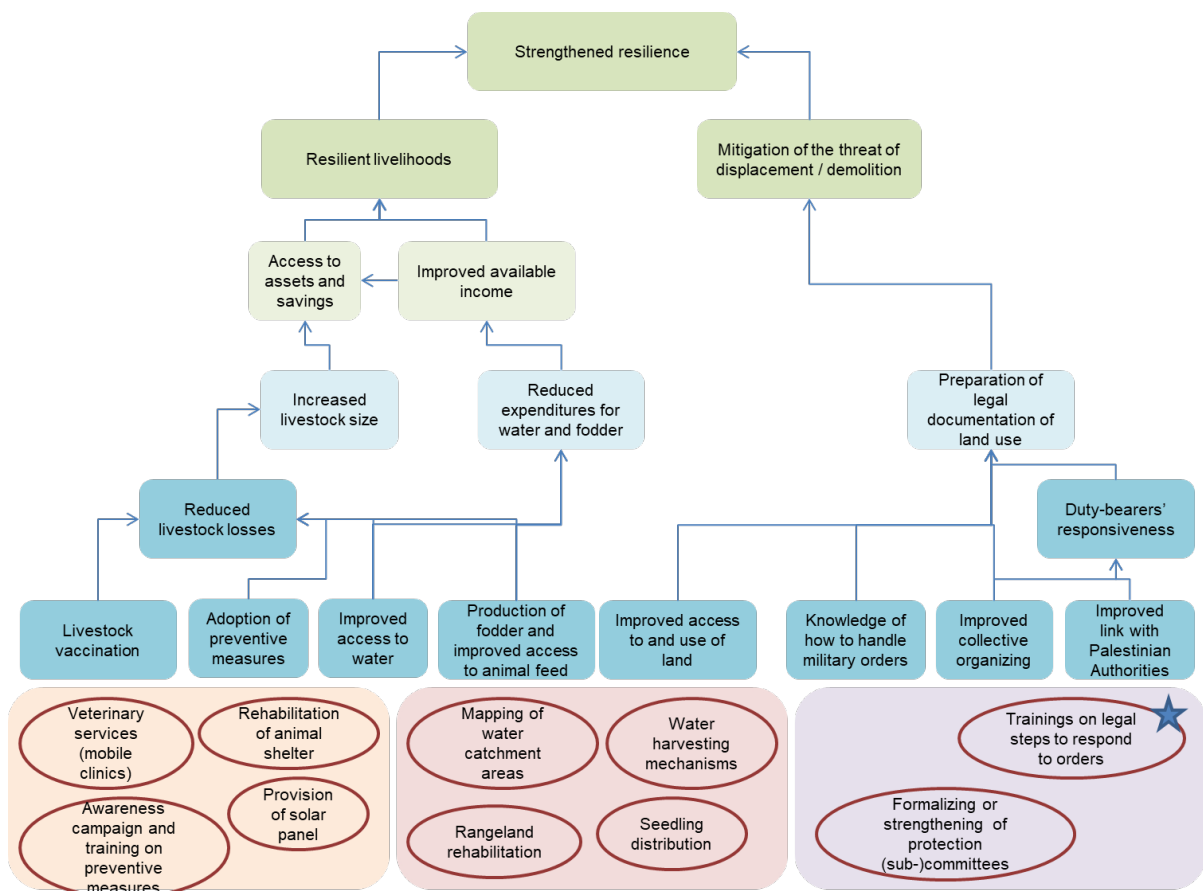 Strengthened resilience
Resilient livelihoods
Mitigation of the threat of
displacement / demolition
Access to
assets and
savings
Improved available
income
Increased
livestock size
Reduced
expenditures for
water and fodder
Preparation of
legal
documentation of
land use
Reduced
livestock losses
Duty-bearers’
responsiveness
Livestock
vaccination
Adoption of
preventive
measures
Improved
access to
water
Production of
fodder and
improved access
to animal feed
Improved access
to and use of
land
Knowledge of
how to handle
military orders
Improved
collective
organizing
Improved
link with
Palestinian
Authorities
Veterinary
services
(mobile
clinics)
Rehabilitation
of animal
shelter
Awareness
campaign and
training on
preventive
measures
Provision
of solar
panel
Mapping of
water
catchment
areas
Water
harvesting
mechanisms
Rangeland
rehabilitation
Seedling
distribution
Trainings on legal
steps to respond
to orders
Formalizing or
strengthening of
protection
(sub-)committees